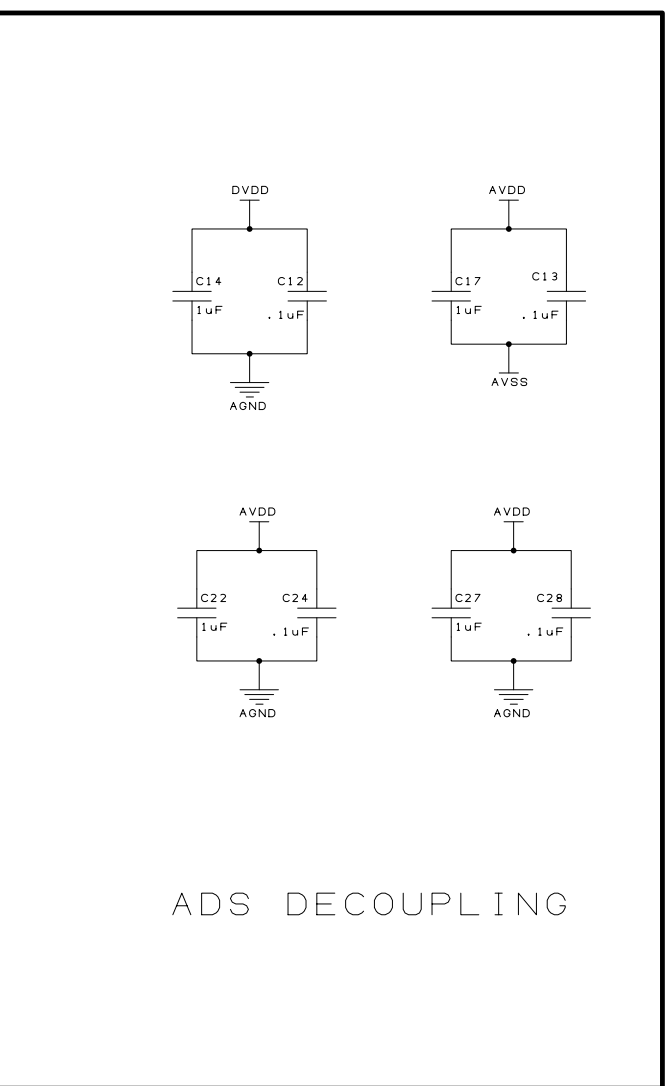 DVDD
C14
1uF
C12
.1uF
AGND
AVDD
C17
1uF
C13
.1uF
AVSS
AVDD
C22
1uF
C24
.1uF
AGND
AVDD
C27
1uF
C28
.1uF
AGND
ADS DECOUPLING